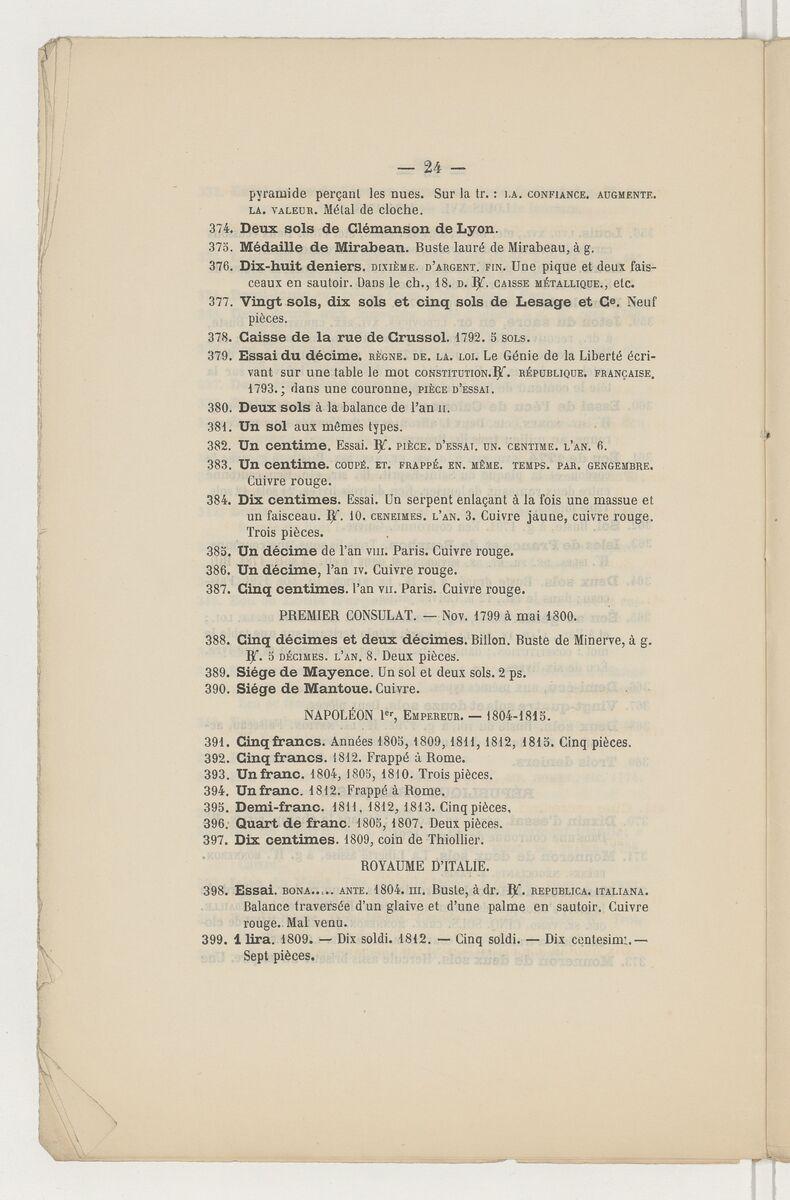 — 24 —
pyramide perçant les nues. Sur la tr. : LA. CONFIANCE. AUGMENTE.
LA. VALEUR. Métal de cloche.
374. Deux sols de Clémanson de Lyon.
375. Médaille de Mirabean. Buste lauré de Mirabeau, à g.
376. Dix-huit deniers. DIXIÈME. D'ARGENT. FIN. Une pique et deux fais-
ceaux en sautoir. Dans le ch., 18. D. ℟. CAISSE MÉTALLIQUE., etc.
377. Vingt sols, dix sols et cinq sols de Lesage et Cᵉ. Neuf
pièces.
378. Caisse de la rue de Crussol. 1792. 5 SOLS.
379. Essai du décime. RÈGNE. DE. LA. LOI. Le Génie de la Liberté écri-
vant sur une table le mot CONSTITUTION.℟. RÉPUBLIQUE. FRANÇAISE.
1793.; dans une couronne, PIÈCE D'ESSAI.
380. Deux sols à la balance de l'an II.
381. Un sol aux mêmes types.
382. Un centime. Essai. ℟. PIÈCE. D'ESSAI. UN. CENTIME. L'AN. 6.
383. Un centime. COUPÉ. ET. FRAPPÉ. EN. MÊME. TEMPS. PAR. GENGEMBRE.
Cuivre rouge.
384. Dix centimes. Essai. Un serpent enlaçant à la fois une massue et
un faisceau. ℟. 10. CENEIMES. L'AN. 3. Cuivre jaune, cuivre rouge.
Trois pièces.
385. Un décime de l'an VIII. Paris. Cuivre rouge.
386. Un décime, l'an IV. Cuivre rouge.
387. Cinq centimes. l'an VII. Paris. Cuivre rouge.
PREMIER CONSULAT. — Nov. 1799 à mai 1800.
388. Cinq décimes et deux décimes. Billon. Buste de Minerve, à g.
℟. 5 DÉCIMES. L'AN. 8. Deux pièces.
389. Siége de Mayence. Un sol et deux sols. 2 ps.
390. Siége de Mantoue. Cuivre.
NAPOLÉON Iᵉʳ, EMPEREUR. — 1804-1815.
391. Cinq francs. Années 1805, 1809, 1811, 1812, 1815. Cinq pièces.
392. Cinq francs. 1812. Frappé à Rome.
393. Un franc. 1804, 1805, 1810. Trois pièces.
394. Un franc. 1812. Frappé à Rome.
395. Demi-franc. 1811, 1812, 1813. Cinq pièces.
396. Quart de franc. 1805, 1807. Deux pièces.
397. Dix centimes. 1809, coin de Thiollier.
ROYAUME D'ITALIE.
398. Essai. BONA..... ANTE. 1804. III. Buste, à dr. ℟. REPUBLICA. ITALIANA.
Balance traversée d'un glaive et d'une palme en sautoir. Cuivre
rouge. Mal venu.
399. 1 lira. 1809. — Dix soldi. 1812. — Cinq soldi. — Dix centesimi. —
Sept pièces.